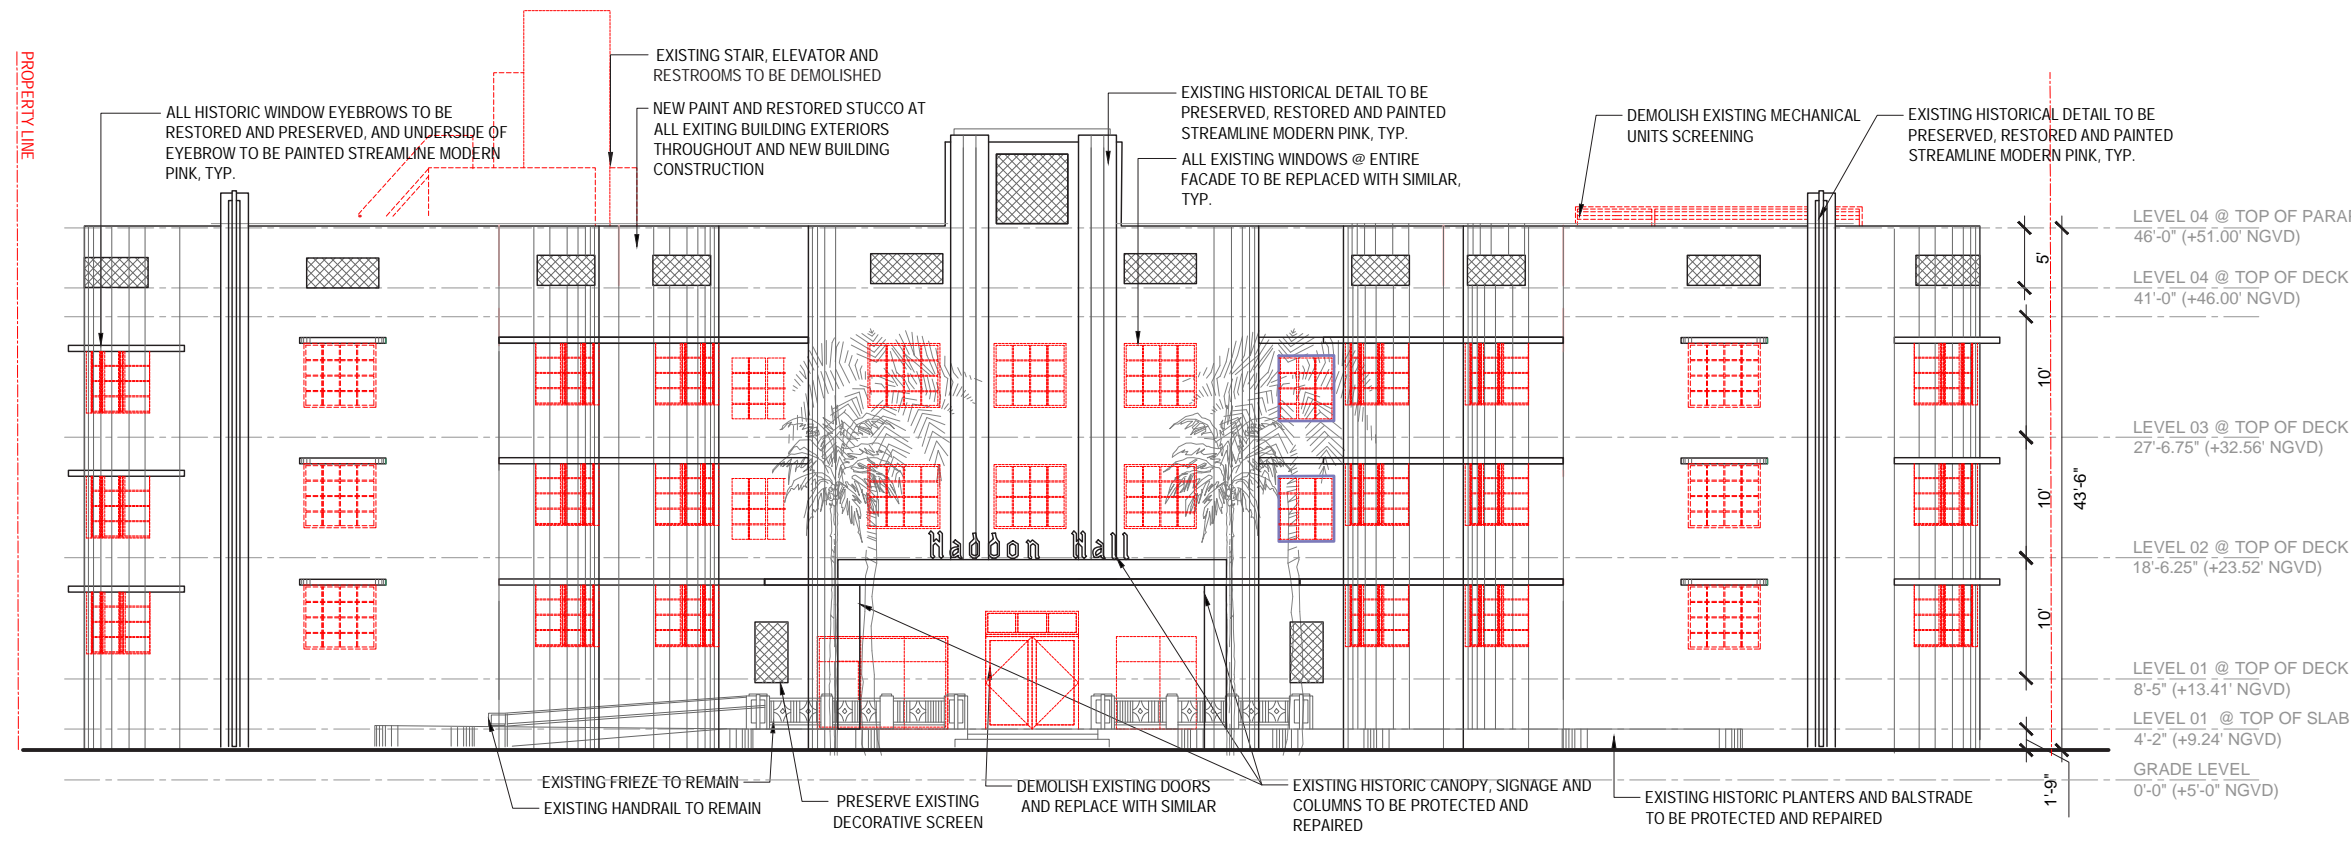 PROPERTY LINE
ALL HISTORIC WINDOW EYEBROWS TO BE
RESTORED AND PRESERVED, AND UNDERSIDE OF
EYEBROW TO BE PAINTED STREAMLINE MODERN
PINK, TYP.
EXISTING STAIR, ELEVATOR AND
RESTROOMS TO BE DEMOLISHED
NEW PAINT AND RESTORED STUCCO AT
ALL EXITING BUILDING EXTERIORS
THROUGHOUT AND NEW BUILDING
CONSTRUCTION
EXISTING HISTORICAL DETAIL TO BE
PRESERVED, RESTORED AND PAINTED
STREAMLINE MODERN PINK, TYP.
ALL EXISTING WINDOWS @ ENTIRE
FACADE TO BE REPLACED WITH SIMILAR,
TYP.
DEMOLISH EXISTING MECHANICAL
UNITS SCREENING
EXISTING HISTORICAL DETAIL TO BE
PRESERVED, RESTORED AND PAINTED
STREAMLINE MODERN PINK, TYP.
LEVEL 04 @ TOP OF PARA
46'-0" (+51.00' NGVD)
5'
LEVEL 04 @ TOP OF DECK
41'-0" (+46.00' NGVD)
10'
LEVEL 03 @ TOP OF DECK
27'-6.75" (+32.56' NGVD)
10'
43'-6"
LEVEL 02 @ TOP OF DECK
18'-6.25" (+23.52' NGVD)
10'
LEVEL 01 @ TOP OF DECK
8'-5" (+13.41' NGVD)
LEVEL 01 @ TOP OF SLAB
4'-2" (+9.24' NGVD)
GRADE LEVEL
0'-0" (+5'-0" NGVD)
1'-9"
Haddon Hall
EXISTING FRIEZE TO REMAIN
EXISTING HANDRAIL TO REMAIN
PRESERVE EXISTING
DECORATIVE SCREEN
DEMOLISH EXISTING DOORS
AND REPLACE WITH SIMILAR
EXISTING HISTORIC CANOPY, SIGNAGE AND
COLUMNS TO BE PROTECTED AND
REPAIRED
EXISTING HISTORIC PLANTERS AND BALSTRADE
TO BE PROTECTED AND REPAIRED